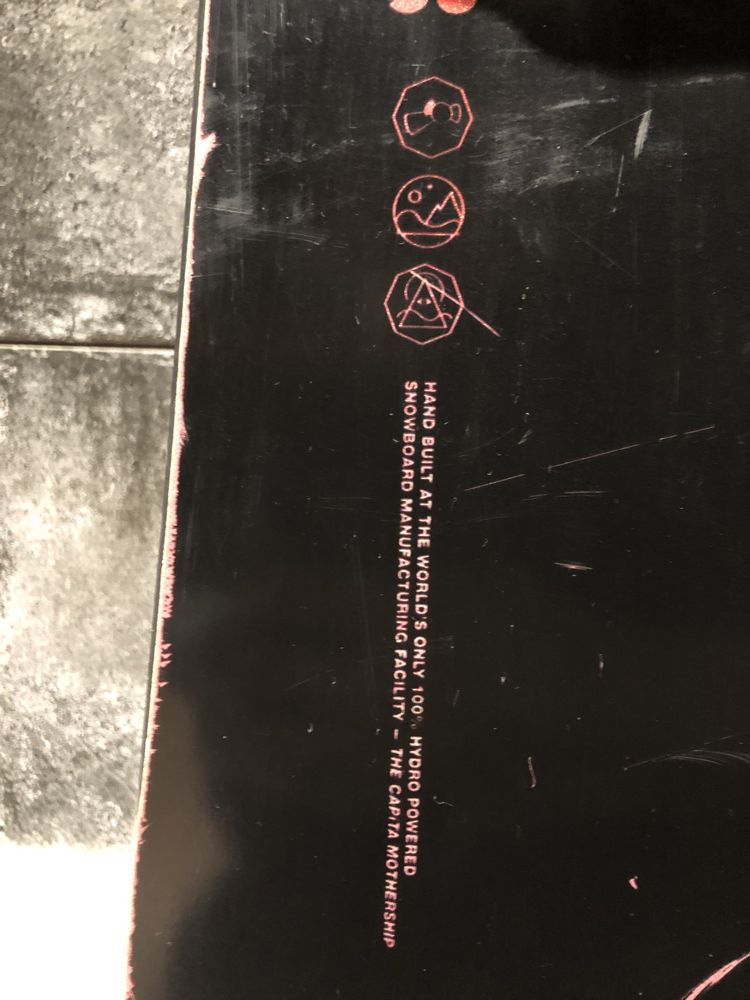 HAND BUILT AT THE WORLD'S ONLY 100% HYDRO POWERED
SNOWBOARD MANUFACTURING FACILITY – THE CAPITA MOTHERSHIP